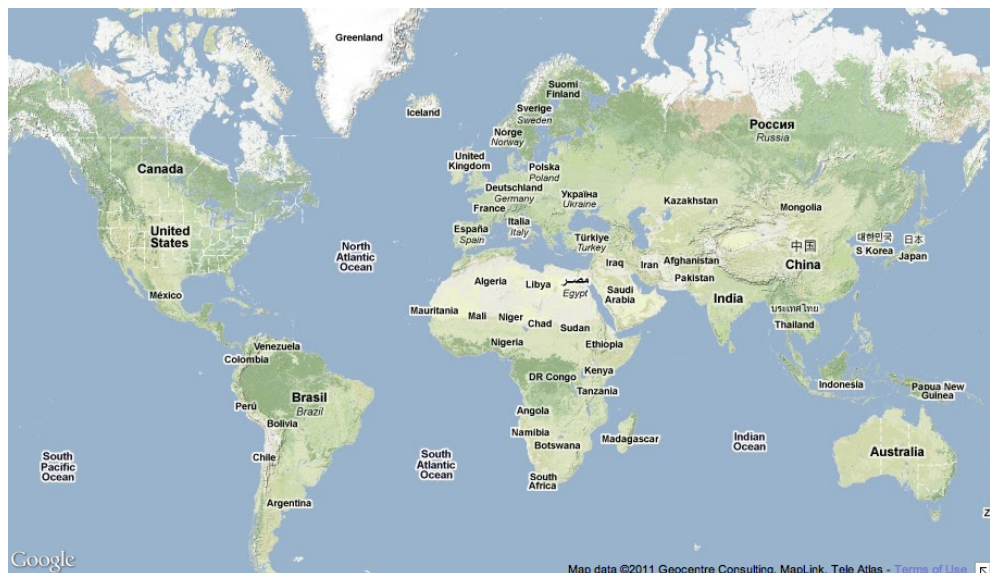 Greenland
Iceland
Suomi
Finland
Sverige
Sweden
Norge
Norway
Россия
Russia
Canada
United
Kingdom
Polska
Poland
Deutschland
Germany
Україна
Ukraine
France
Kazakhstan
Mongolia
United
States
España
Spain
Italia
Italy
Türkiye
Turkey
North
Atlantic
Ocean
Iraq
Iran
Afghanistan
Pakistan
中国
China
대한민국
S Korea
日本
Japan
México
Algeria
Libya
مصر
Egypt
Saudi
Arabia
India
ประเทศไทย
Thailand
Mauritania
Mali
Niger
Chad
Sudan
Nigeria
Ethiopia
Venezuela
Colombia
DR Congo
Kenya
Tanzania
Indonesia
Papua New
Guinea
Perú
Brasil
Brazil
Bolivia
Angola
Namibia
Botswana
Madagascar
Chile
South
Pacific
Ocean
South
Atlantic
Ocean
Indian
Ocean
Australia
South
Africa
Argentina
Z
Google
Map data ©2011 Geocentre Consulting, MapLink, Tele Atlas - Terms of Use